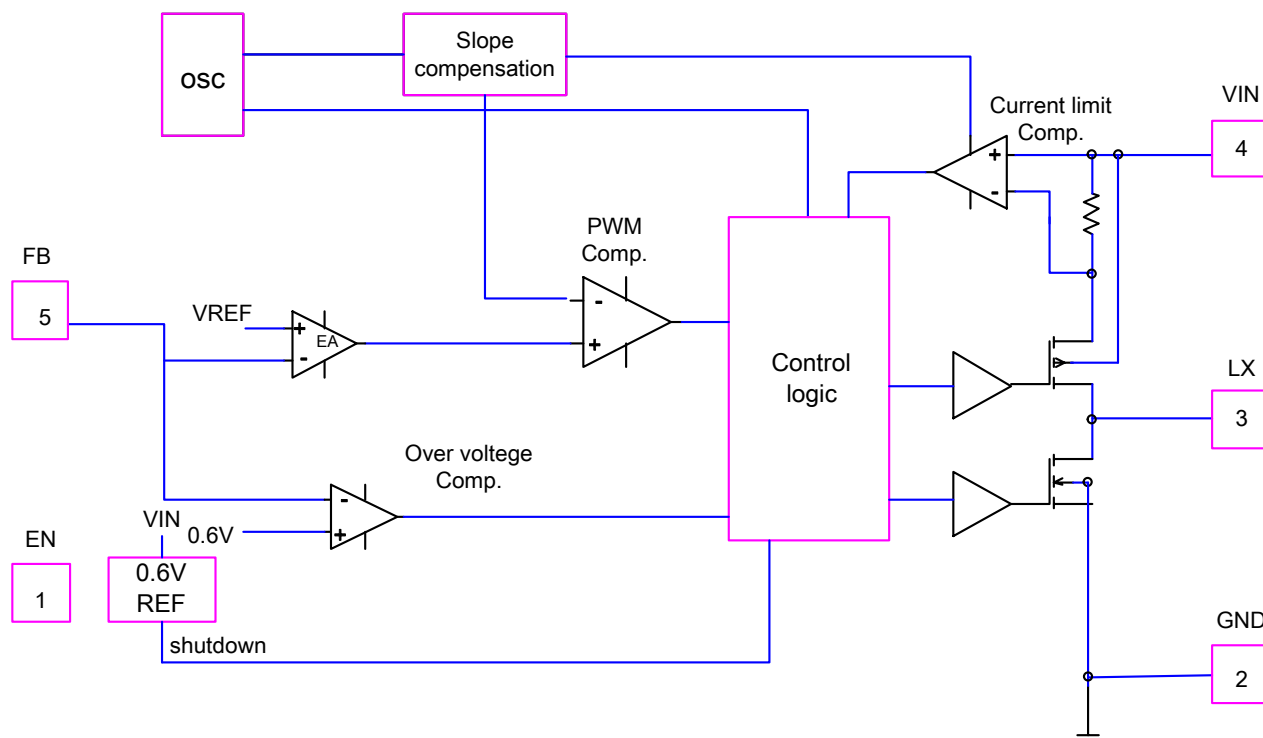 OSC
Slope
compensation
Current limit
Comp.
VIN
4
+
-
PWM
Comp.
-
+
FB
5
VREF
+
-
EA
Control
logic
LX
3
Over voltege
Comp.
-
+
VIN
0.6V
EN
1
0.6V
REF
shutdown
GND
2